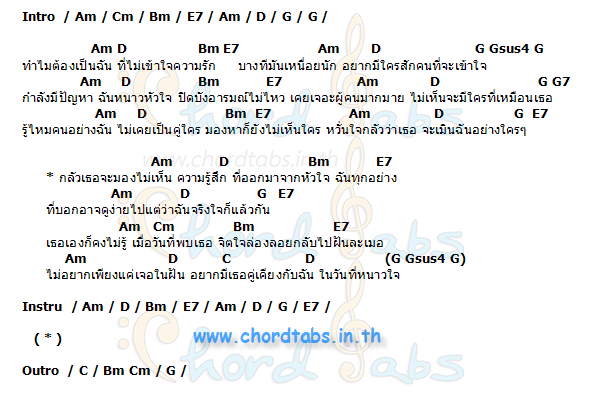 Intro / Am / Cm / Bm / E7 / Am / D / G / G /
Am D Bm E7 Am D G Gsus4 G
ทำไมต้องเป็นฉัน ที่ไม่เข้าใจความรัก บางทีมันเหนื่อยนัก อยากมีใครสักคนที่จะเข้าใจ
Am D Bm E7 Am D G G7
กำลังมีปัญหา ฉันหนาวหัวใจ ปิดบังอารมณ์ไม่ไหว เคยเจอะผู้คนมากมาย ไม่เห็นจะมีใครที่เหมือนเธอ
Am D Bm E7 Am D G E7
รู้ไหมคนอย่างฉัน ไม่เคยเป็นคู่ใคร มองหาก็ยังไม่เห็นใคร หวั่นใจกลัวว่าเธอ จะเมินฉันอย่างใครๆ
www.chordtabs.in.th
Am D Bm E7
* กลัวเธอจะมองไม่เห็น ความรู้สึก ที่ออกมาจากหัวใจ ฉันทุกอย่าง
Am D G E7
ที่บอกอาจดูง่ายไปแต่ว่าฉันจริงใจก็แล้วกัน
Am Cm Bm E7
เธอเองก็คงไม่รู้ เมื่อวันที่พบเธอ จิตใจล่องลอยกลับไปฝันละเมอ
Am D C D (G Gsus4 G)
ไม่อยากเพียงแค่เจอในฝัน อยากมีเธอคู่เคียงกับฉัน ในวันที่หนาวใจ
Instru / Am / D / Bm / E7 / Am / D / G / E7 /
( * )
www.chordtabs.in.th
Outro / C / Bm Cm / G /
Chord Tabs